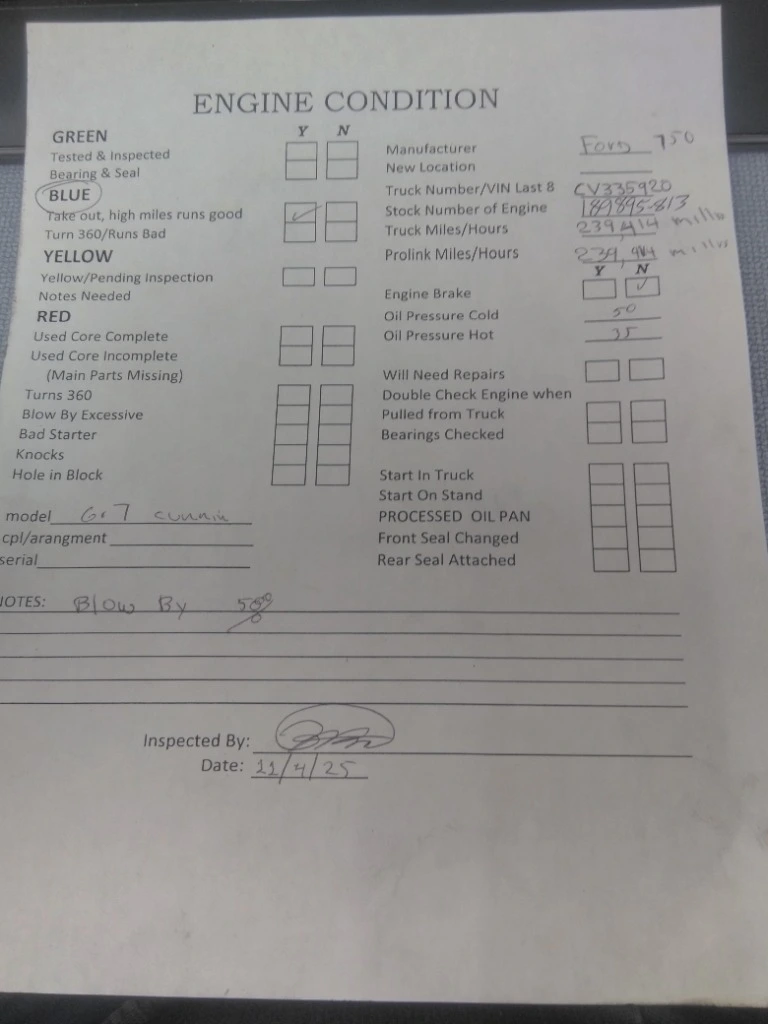 ENGINE CONDITION
Y N
GREEN
Tested & Inspected
Bearing & Seal
BLUE
Take out, high miles runs good ✓
Turn 360/Runs Bad
YELLOW
Yellow/Pending Inspection
Notes Needed
RED
Used Core Complete
Used Core Incomplete
(Main Parts Missing)
Turns 360
Blow By Excessive
Bad Starter
Knocks
Hole in Block
model 6.7
cpl/arangment
serial
Manufacturer Ford 750
New Location
Truck Number/VIN Last 8 CV335920
Stock Number of Engine 189895-813
Truck Miles/Hours 239,414
Prolink Miles/Hours
Y N
Engine Brake ✓
Oil Pressure Cold 50
Oil Pressure Hot 35
Will Need Repairs
Double Check Engine when
Pulled from Truck
Bearings Checked
Start In Truck
Start On Stand
PROCESSED OIL PAN
Front Seal Changed
Rear Seal Attached
NOTES: Blow By
Inspected By:
Date: 11/4/25